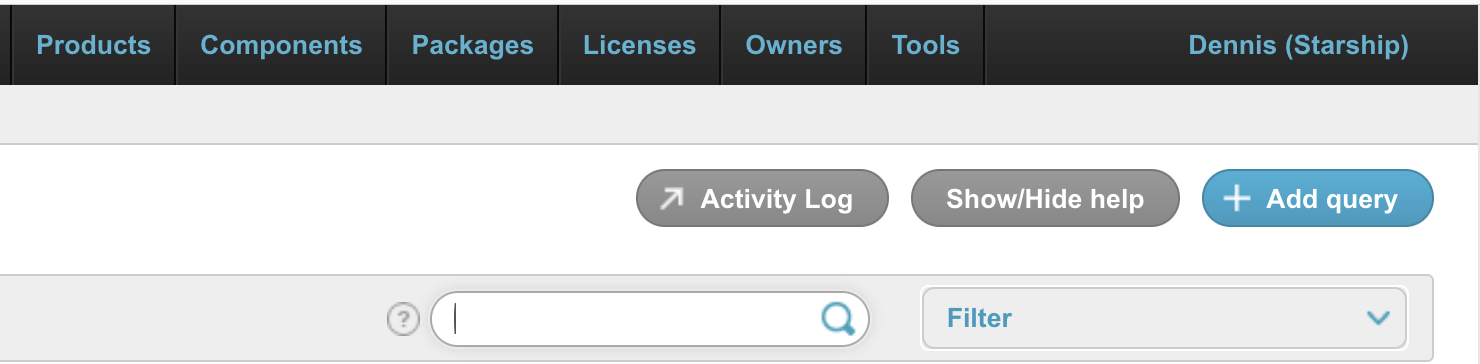 Products Components Packages Licenses Owners Tools Dennis (Starship)
Activity Log Show/Hide help Add query
? Filter